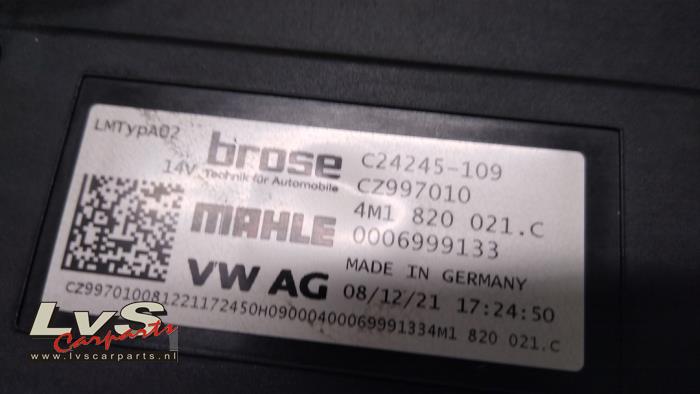 LMTypA02
14V
brose
Technik für Automobile
MAHLE
VW AG
C24245-109
CZ997010
4M1 820 021.C
0006999133
MADE IN GERMANY
08/12/21 17:24:50
CZ997010081221172450H09000400069991334M1 820 021.C
LvS
Carparts
www.lvscarparts.nl